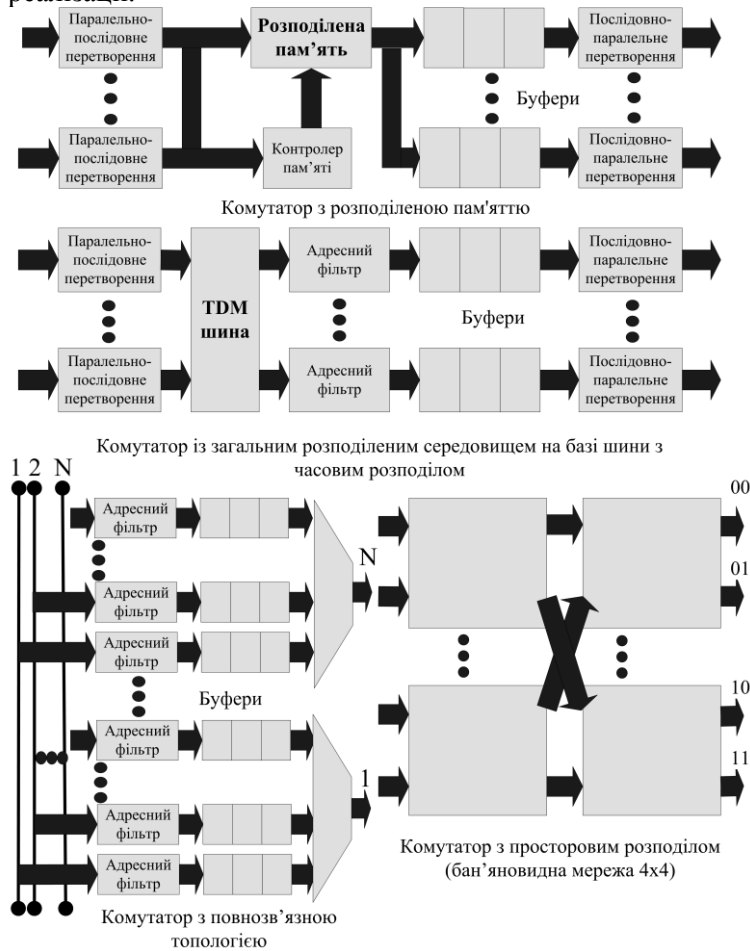 реалізації.
Паралельно-
послідовне
перетворення
Розподілена
пам’ять
Послідовно-
паралельне
перетворення
Буфери
Паралельно-
послідовне
перетворення
Контролер
пам’яті
Послідовно-
паралельне
перетворення
Комутатор з розподіленою пам'яттю
Паралельно-
послідовне
перетворення
TDM
шина
Адресний
фільтр
Послідовно-
паралельне
перетворення
Буфери
Паралельно-
послідовне
перетворення
Адресний
фільтр
Послідовно-
паралельне
перетворення
Комутатор із загальним розподіленим середовищем на базі шини з
часовим розподілом
1 2 N
Адресний
фільтр
Адресний
фільтр
Адресний
фільтр
N
Буфери
Адресний
фільтр
Адресний
фільтр
Адресний
фільтр
1
Комутатор з повнозв’язною
топологією
00
01
10
11
Комутатор з просторовим розподілом
(бан’яновидна мережа 4x4)